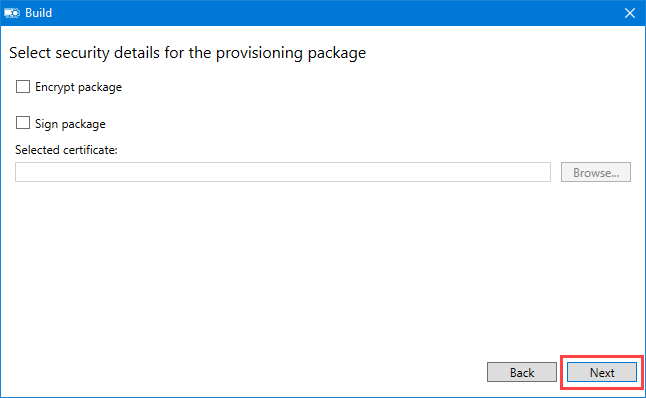 Build
Select security details for the provisioning package
Encrypt package
Sign package
Selected certificate:
Browse...
Back Next